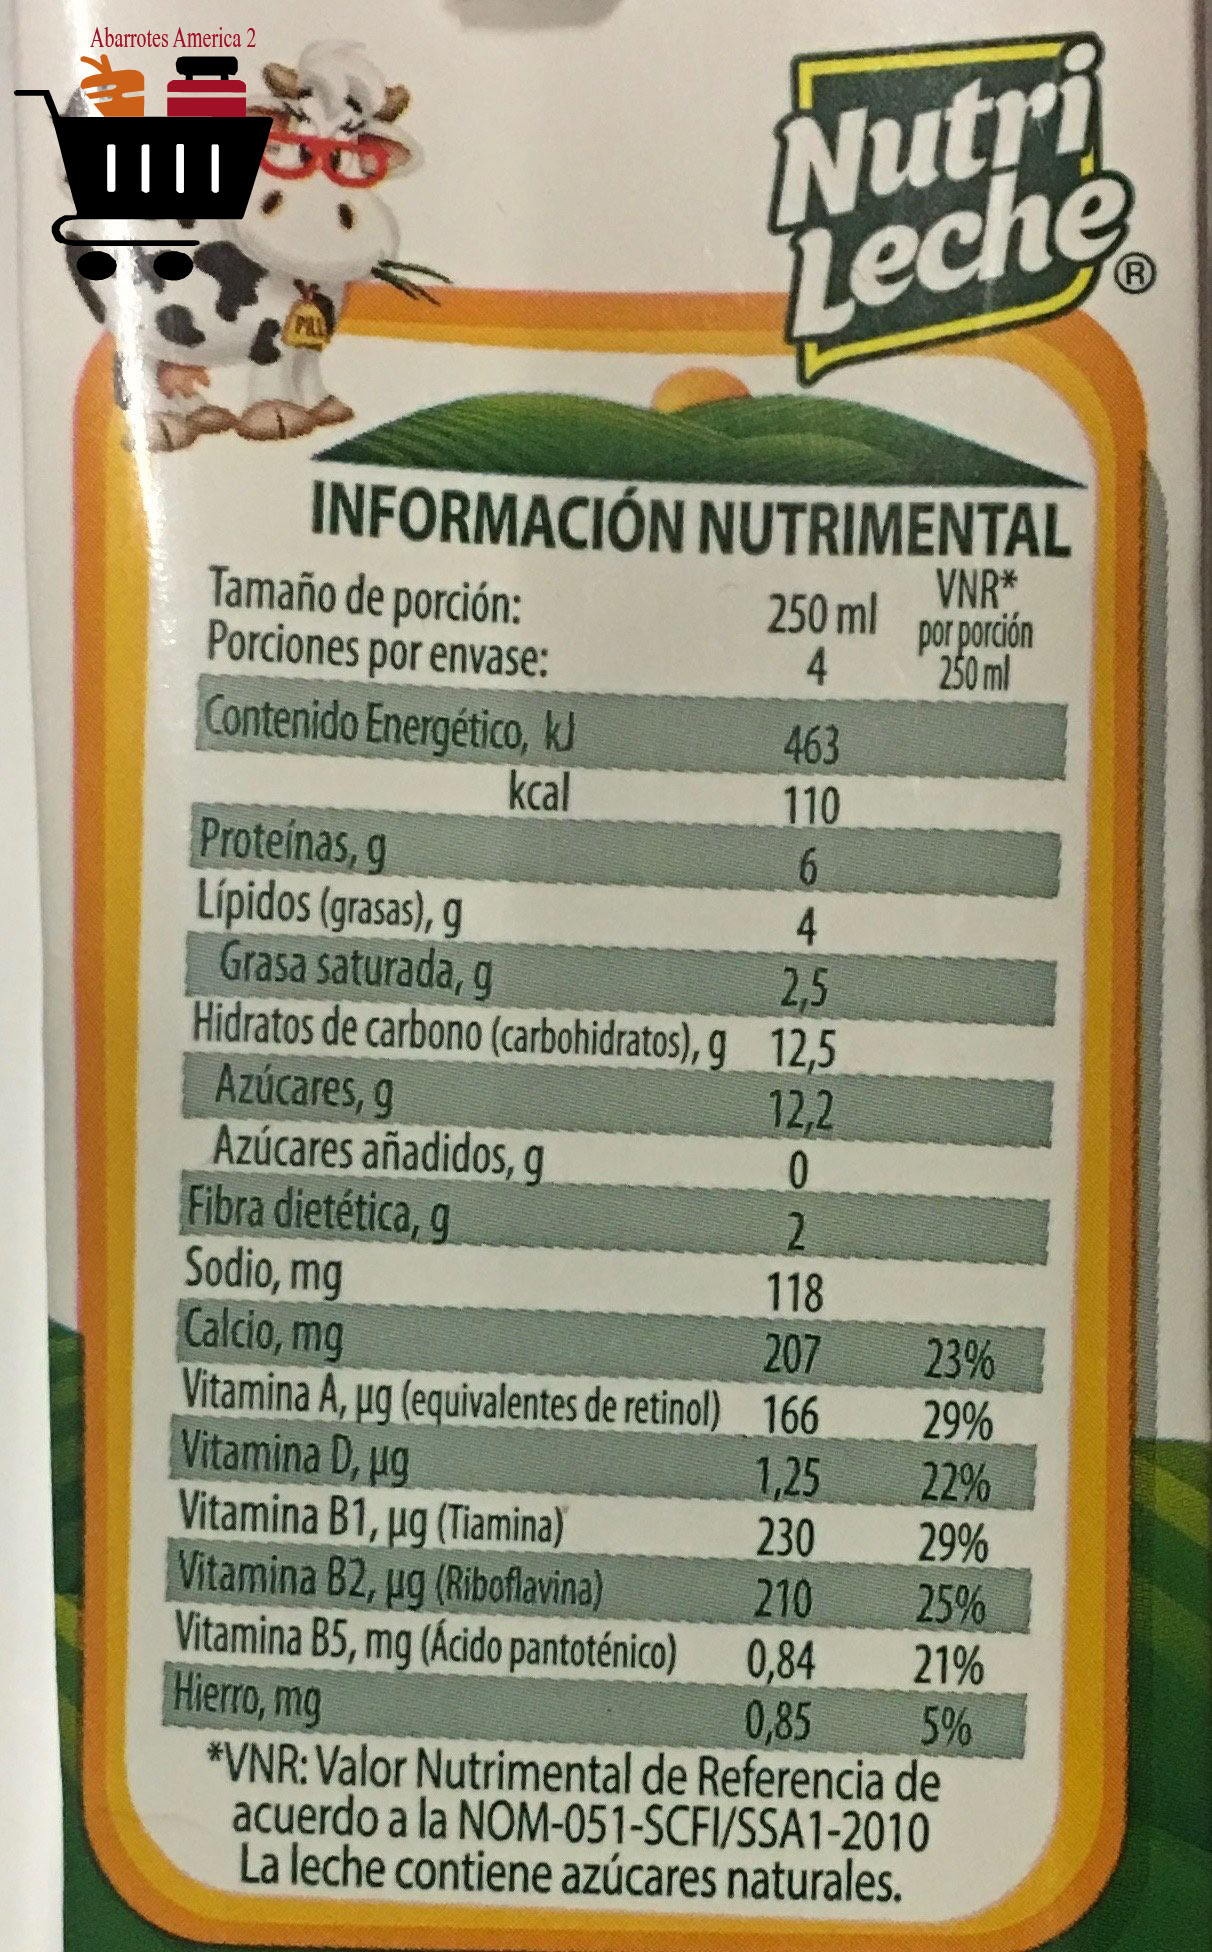 Abarrotes America 2
Nutri
Leche®
PILL
INFORMACIÓN NUTRIMENTAL
Tamaño de porción: 250 ml VNR* por porción 250 ml
Porciones por envase: 4
Contenido Energético, kJ 463
kcal 110
Proteínas, g 6
Lípidos (grasas), g 4
Grasa saturada, g 2,5
Hidratos de carbono (carbohidratos), g 12,5
Azúcares, g 12,2
Azúcares añadidos, g 0
Fibra dietética, g 2
Sodio, mg 118
Calcio, mg 207 23%
Vitamina A, µg (equivalentes de retinol) 166 29%
Vitamina D, µg 1,25 22%
Vitamina B1, µg (Tiamina) 230 29%
Vitamina B2, µg (Riboflavina) 210 25%
Vitamina B5, mg (Ácido pantoténico) 0,84 21%
Hierro, mg 0,85 5%
*VNR: Valor Nutrimental de Referencia de
acuerdo a la NOM-051-SCFI/SSA1-2010
La leche contiene azúcares naturales.